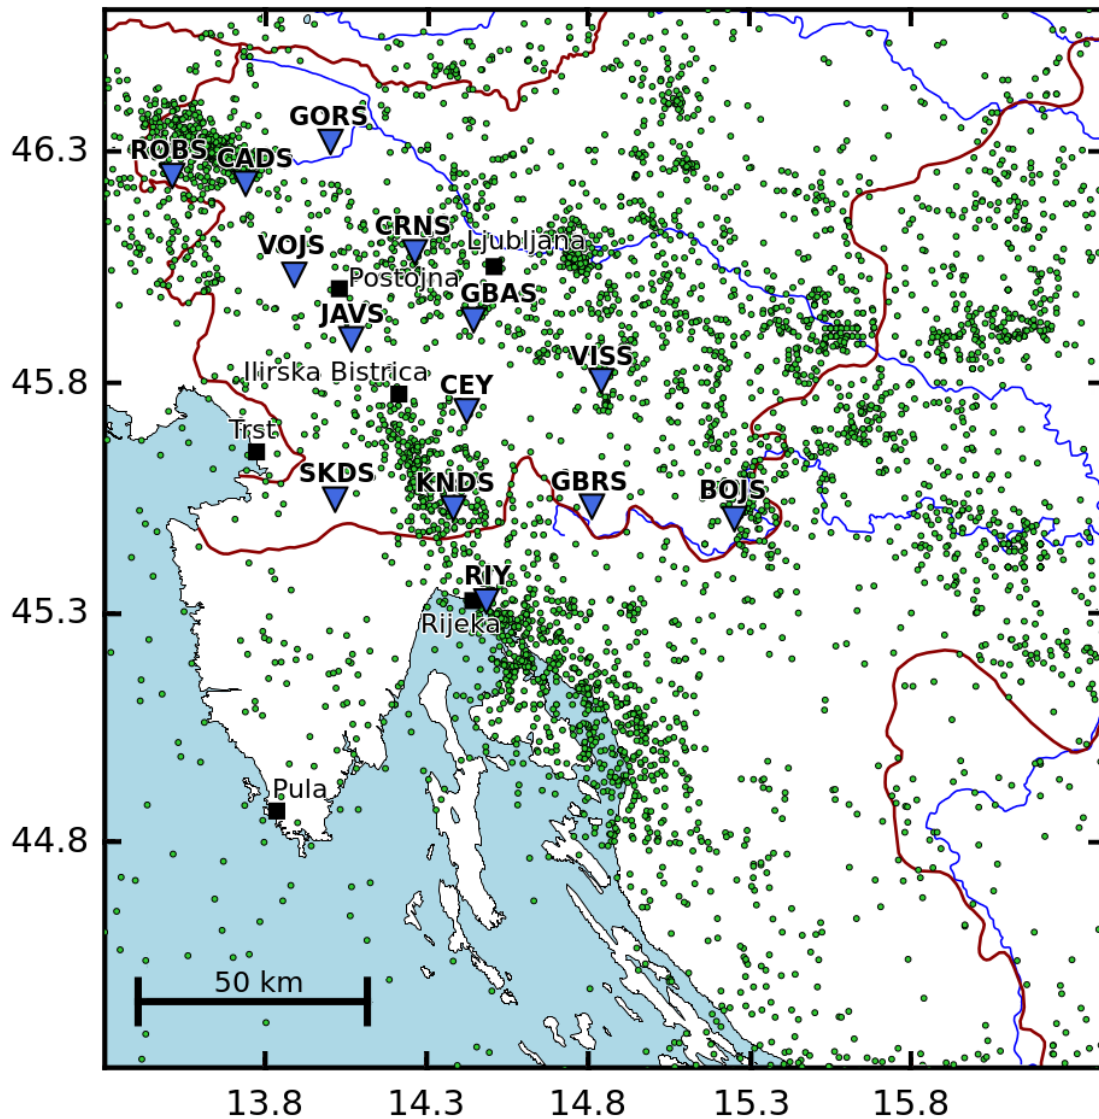 GORS
46.3
ROBS
CADS
CRNS
Ljubljana
VOJS
Postojna
GBAS
JAVS
VISS
Ilirska Bistrica
45.8
CEY
Trst
SKDS
KNDS
GBRS
BOJS
RIY
45.3
Rijeka
Pula
44.8
50 km
13.8
14.3
14.8
15.3
15.8